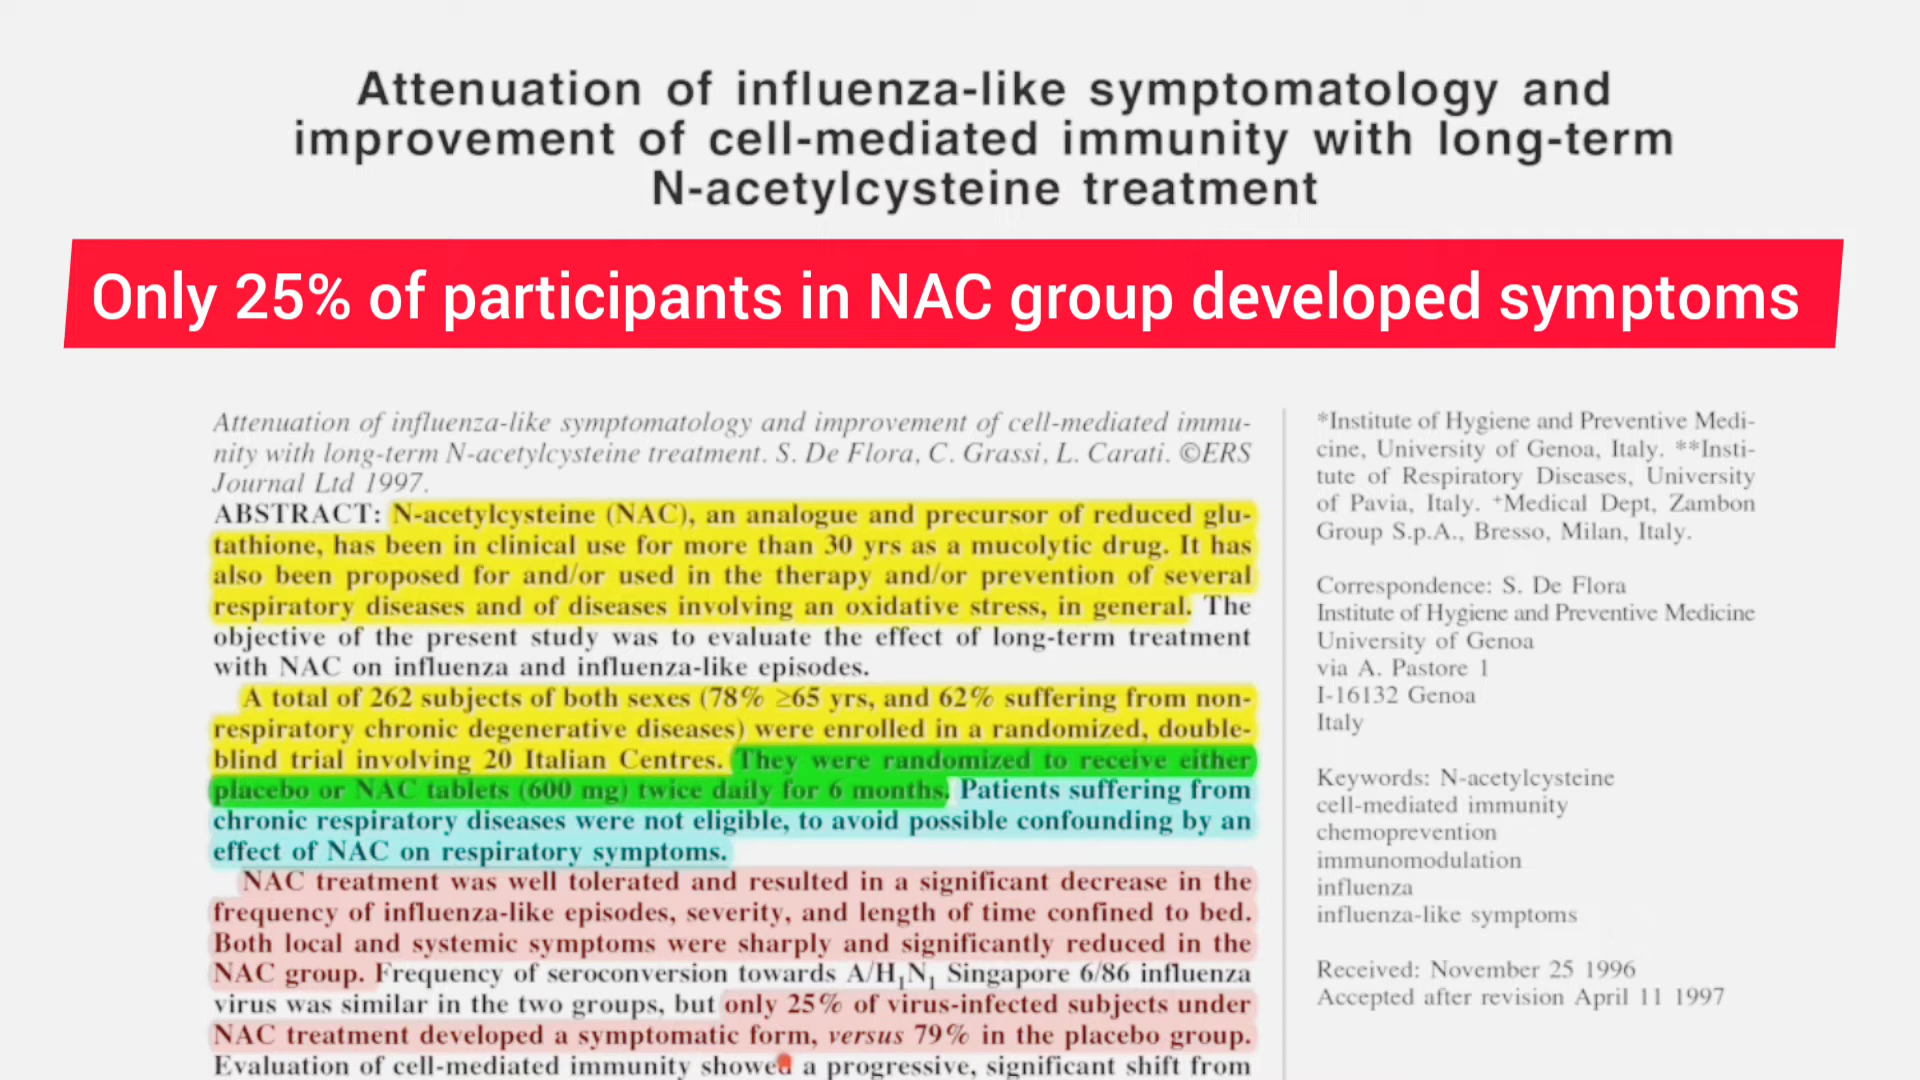 Attenuation of influenza-like symptomatology and
improvement of cell-mediated immunity with long-term
N-acetylcysteine treatment
Only 25% of participants in NAC group developed symptoms
Attenuation of influenza-like symptomatology and improvement of cell-mediated immu-
nity with long-term N-acetylcysteine treatment. S. De Flora, C. Grassi, L. Carati. ©ERS
Journal Ltd 1997.
ABSTRACT: N-acetylcysteine (NAC), an analogue and precursor of reduced glu-
tathione, has been in clinical use for more than 30 yrs as a mucolytic drug. It has
also been proposed for and/or used in the therapy and/or prevention of several
respiratory diseases and of diseases involving an oxidative stress, in general. The
objective of the present study was to evaluate the effect of long-term treatment
with NAC on influenza and influenza-like episodes.
A total of 262 subjects of both sexes (78% ≥65 yrs, and 62% suffering from non-
respiratory chronic degenerative diseases) were enrolled in a randomized, double-
blind trial involving 20 Italian Centres. They were randomized to receive either
placebo or NAC tablets (600 mg) twice daily for 6 months. Patients suffering from
chronic respiratory diseases were not eligible, to avoid possible confounding by an
effect of NAC on respiratory symptoms.
NAC treatment was well tolerated and resulted in a significant decrease in the
frequency of influenza-like episodes, severity, and length of time confined to bed.
Both local and systemic symptoms were sharply and significantly reduced in the
NAC group. Frequency of seroconversion towards A/H₁N₁ Singapore 6/86 influenza
virus was similar in the two groups, but only 25% of virus-infected subjects under
NAC treatment developed a symptomatic form, versus 79% in the placebo group.
Evaluation of cell-mediated immunity showed a progressive, significant shift from
*Institute of Hygiene and Preventive Medi-
cine, University of Genoa, Italy. **Insti-
tute of Respiratory Diseases, University
of Pavia, Italy. ⁺Medical Dept, Zambon
Group S.p.A., Bresso, Milan, Italy.
Correspondence: S. De Flora
Institute of Hygiene and Preventive Medicine
University of Genoa
via A. Pastore 1
I-16132 Genoa
Italy
Keywords: N-acetylcysteine
cell-mediated immunity
chemoprevention
immunomodulation
influenza
influenza-like symptoms
Received: November 25 1996
Accepted after revision April 11 1997